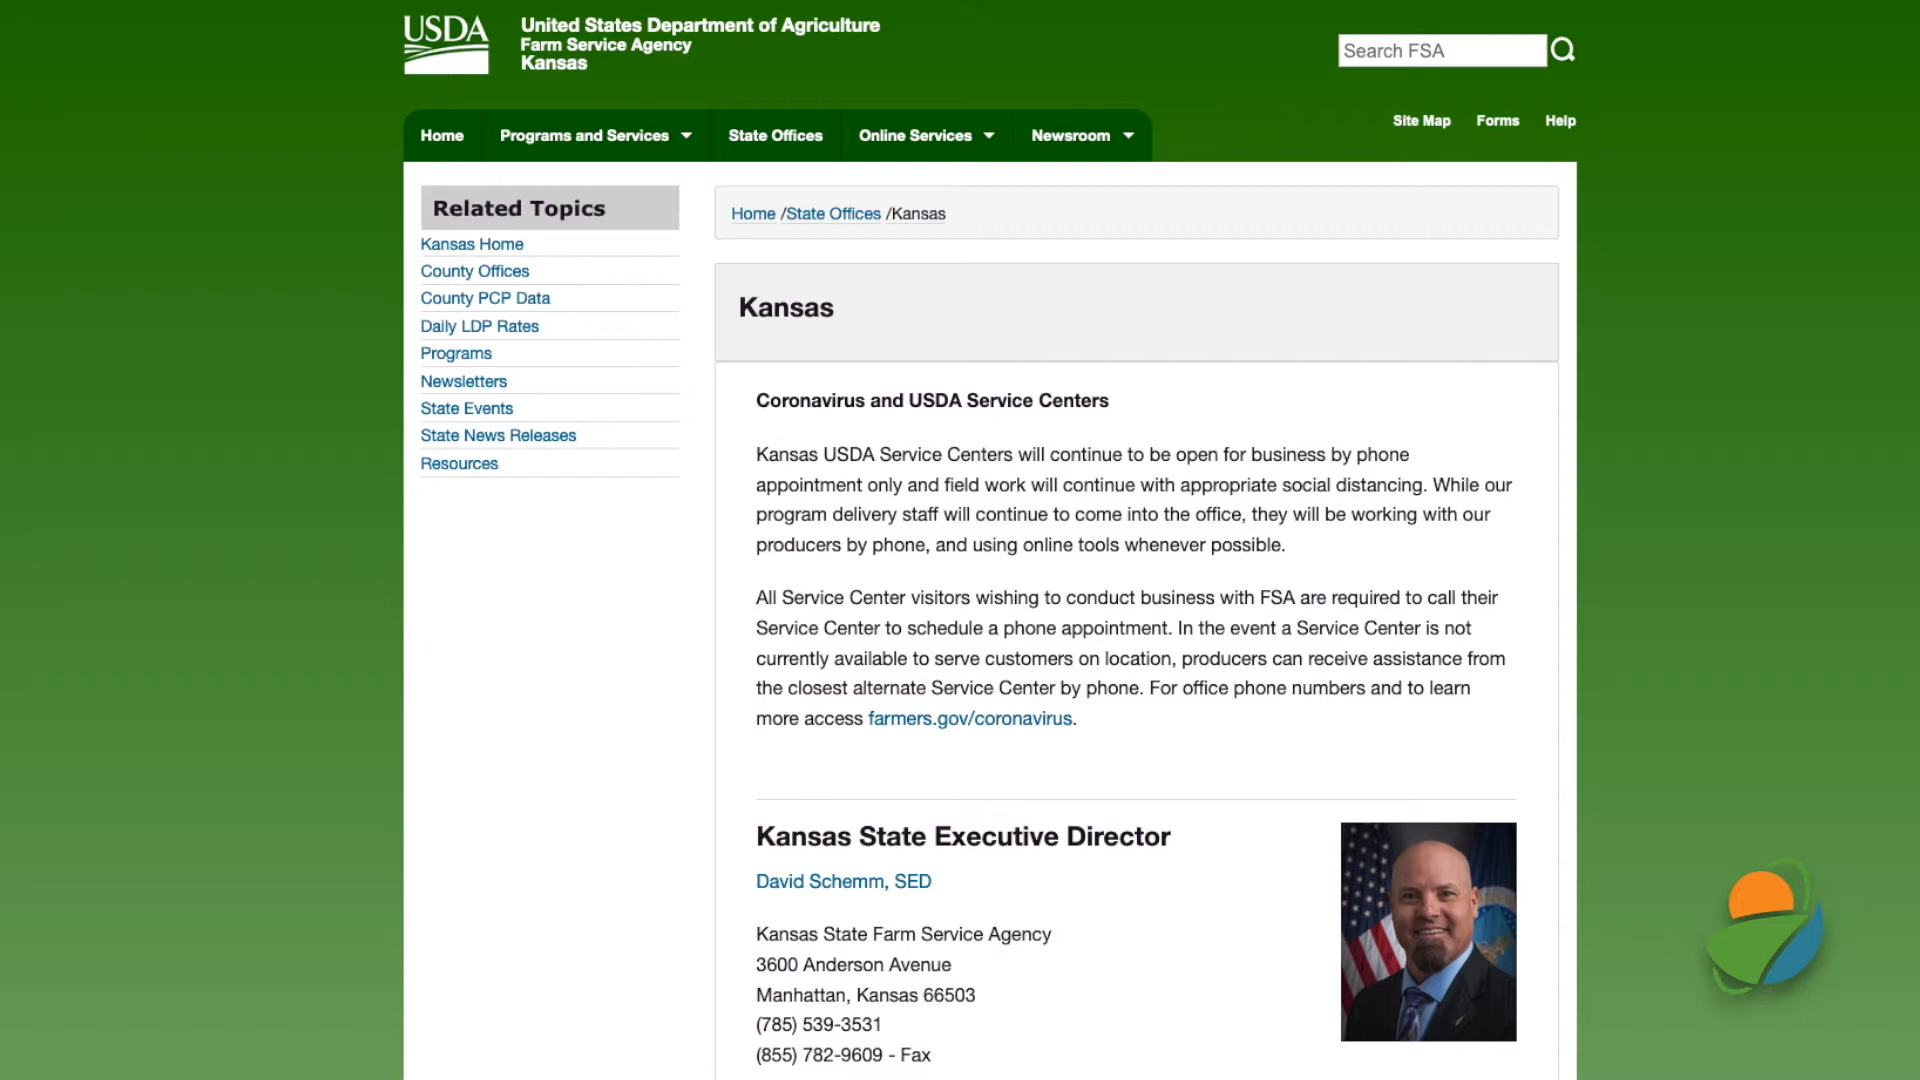 USDA
United States Department of Agriculture
Farm Service Agency
Kansas
Search FSA
Site Map Forms Help
Home Programs and Services State Offices Online Services Newsroom
Related Topics
Kansas Home
County Offices
County PCP Data
Daily LDP Rates
Programs
Newsletters
State Events
State News Releases
Resources
Home /State Offices /Kansas
Kansas
Coronavirus and USDA Service Centers
Kansas USDA Service Centers will continue to be open for business by phone
appointment only and field work will continue with appropriate social distancing. While our
program delivery staff will continue to come into the office, they will be working with our
producers by phone, and using online tools whenever possible.
All Service Center visitors wishing to conduct business with FSA are required to call their
Service Center to schedule a phone appointment. In the event a Service Center is not
currently available to serve customers on location, producers can receive assistance from
the closest alternate Service Center by phone. For office phone numbers and to learn
more access farmers.gov/coronavirus.
Kansas State Executive Director
David Schemm, SED
Kansas State Farm Service Agency
3600 Anderson Avenue
Manhattan, Kansas 66503
(785) 539-3531
(855) 782-9609 - Fax